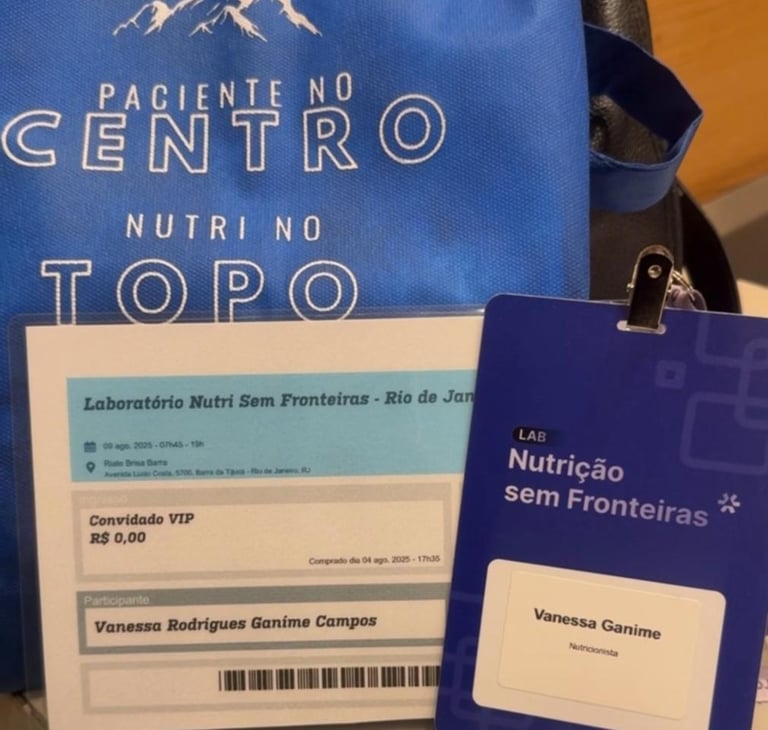 PACIENTE NO
CENTRO
NUTRI NO
TOPO
Laboratório Nutri Sem Fronteiras - Rio de Jan
09 ago. 2025 - 07h45 - 19h
Rialto Brisa Barra
Avenida Lúcio Costa, 5700, Barra da Tijuca - Rio de Janeiro, RJ
Ingresso
Convidado VIP
R$ 0,00
Comprado dia 04 ago. 2025 - 17h35
Participante
Vanessa Rodrigues Ganime Campos
LAB
Nutrição
sem Fronteiras
Vanessa Ganime
Nutricionista